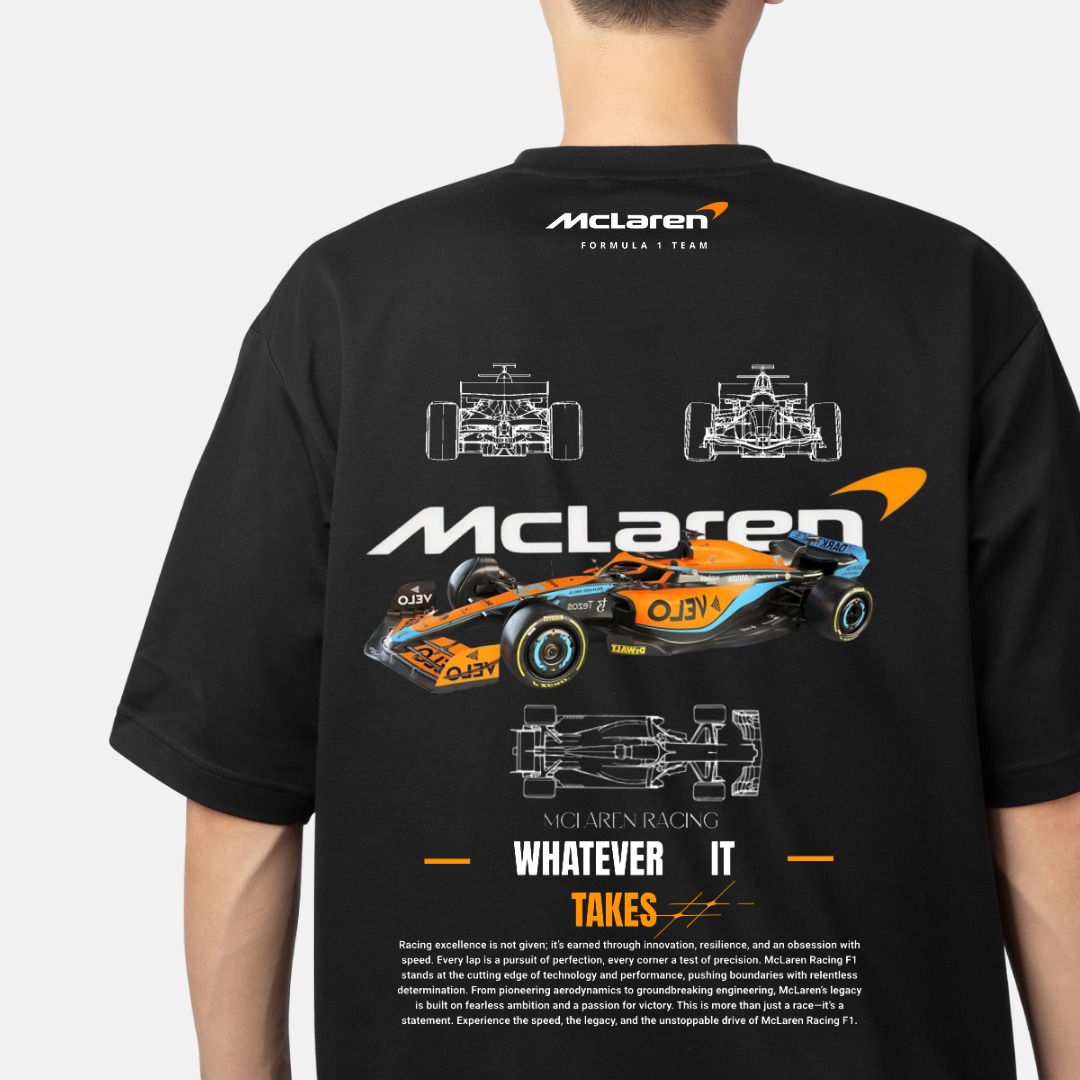 McLaren
FORMULA 1 TEAM
McLaren
DARK
VELO
VELO
Tezos
DEWALT
VELO
MCLAREN RACING
WHATEVER IT
TAKES
Racing excellence is not given; it's earned through innovation, resilience, and an obsession with
speed. Every lap is a pursuit of perfection, every corner a test of precision. McLaren Racing F1
stands at the cutting edge of technology and performance, pushing boundaries with relentless
determination. From pioneering aerodynamics to groundbreaking engineering, McLaren's legacy
is built on fearless ambition and a passion for victory. This is more than just a race—it's a
statement. Experience the speed, the legacy, and the unstoppable drive of McLaren Racing F1.